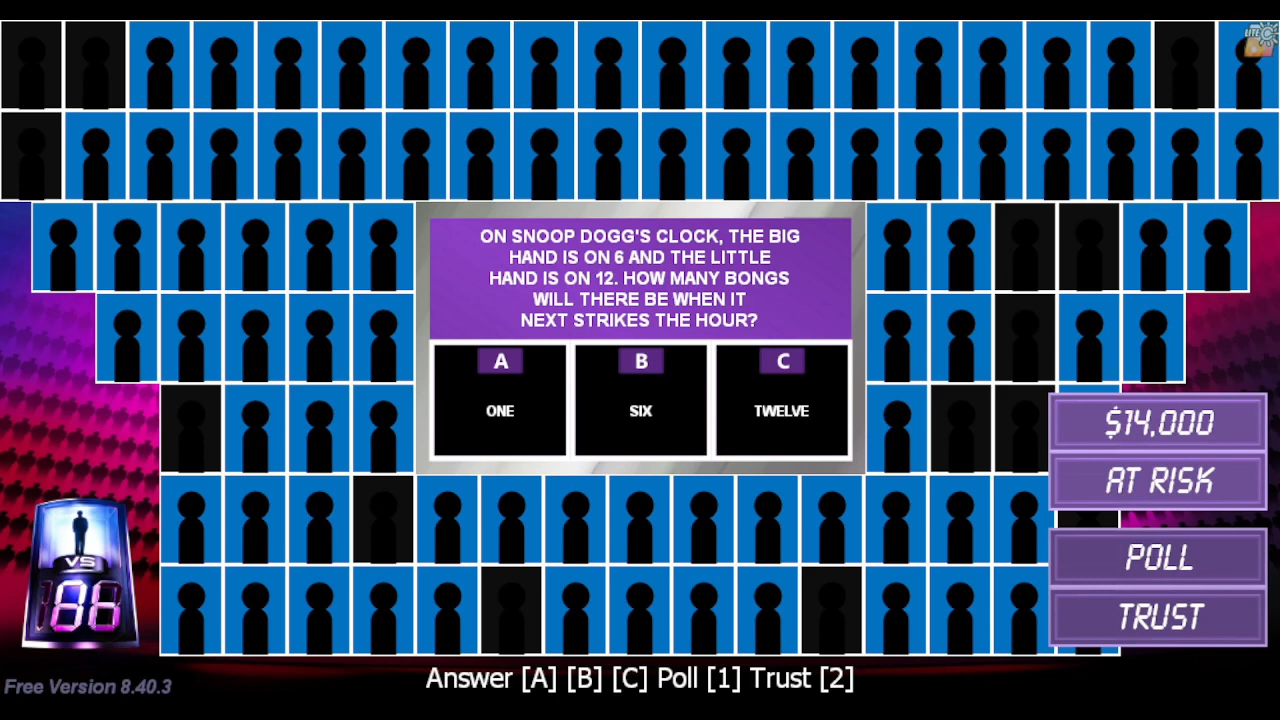 LITE
ON SNOOP DOGG'S CLOCK, THE BIG
HAND IS ON 6 AND THE LITTLE
HAND IS ON 12. HOW MANY BONGS
WILL THERE BE WHEN IT
NEXT STRIKES THE HOUR?
A
B
C
ONE
SIX
TWELVE
$14,000
AT RISK
POLL
TRUST
VS
86
Answer [A] [B] [C] Poll [1] Trust [2]
Free Version 8.40.3